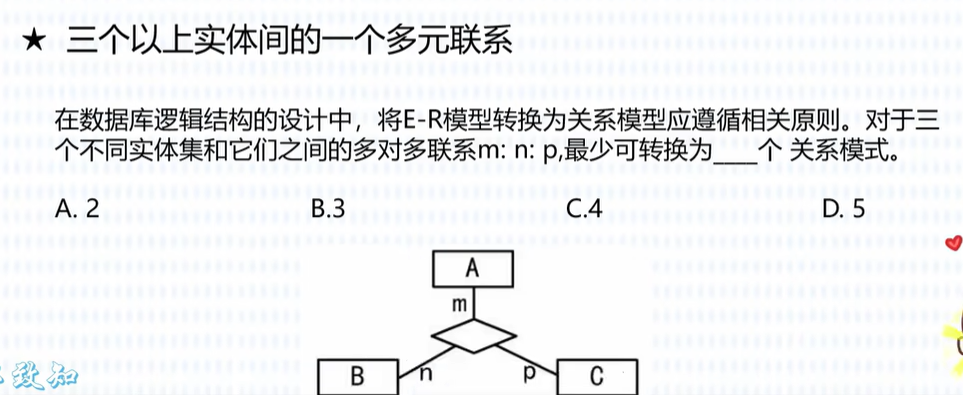 ★ 三个以上实体间的一个多元联系
在数据库逻辑结构的设计中，将E-R模型转换为关系模型应遵循相关原则。对于三
个不同实体集和它们之间的多对多联系m:n:p,最少可转换为____个 关系模式。
A. 2 B.3 C.4 D. 5
A
m
n p
B C
致知